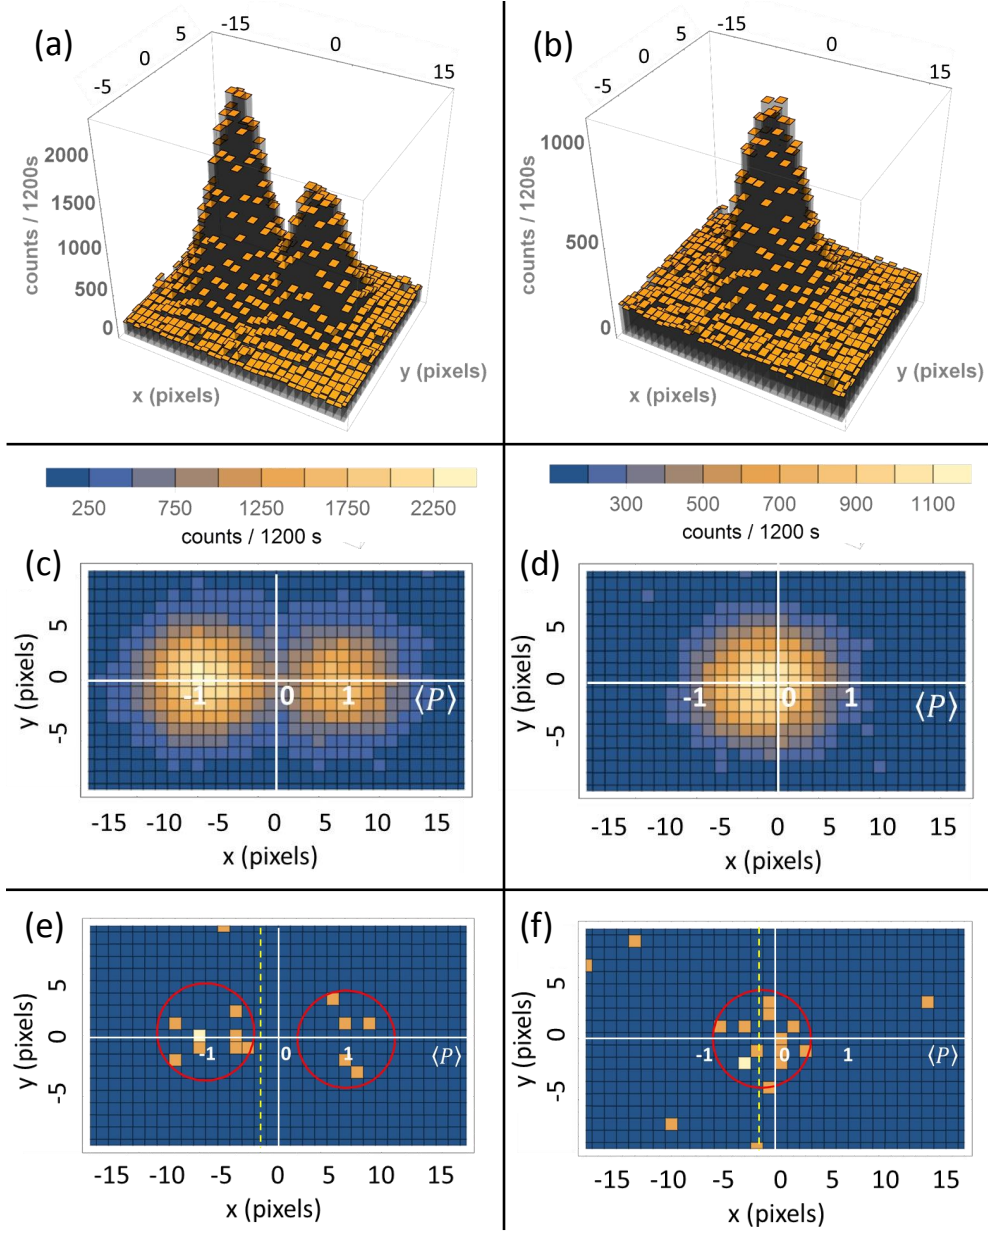 (a)
-15
0
15
5
0
-5
2000
1500
1000
500
0
counts / 1200s
x (pixels)
y (pixels)
(b)
-15
0
15
5
0
-5
1000
500
0
counts / 1200s
x (pixels)
y (pixels)
250 750 1250 1750 2250
counts / 1200 s
(c)
5
0
-5
y (pixels)
-1 0 1 ⟨P⟩
-15 -10 -5 0 5 10 15
x (pixels)
300 500 700 900 1100
counts / 1200 s
(d)
5
0
-5
y (pixels)
-1 0 1 ⟨P⟩
-15 -10 -5 0 5 10 15
x (pixels)
(e)
5
0
-5
y (pixels)
-1 0 1 ⟨P⟩
-15 -10 -5 0 5 10 15
x (pixels)
(f)
5
0
-5
y (pixels)
-1 0 1 ⟨P⟩
-15 -10 -5 0 5 10 15
x (pixels)